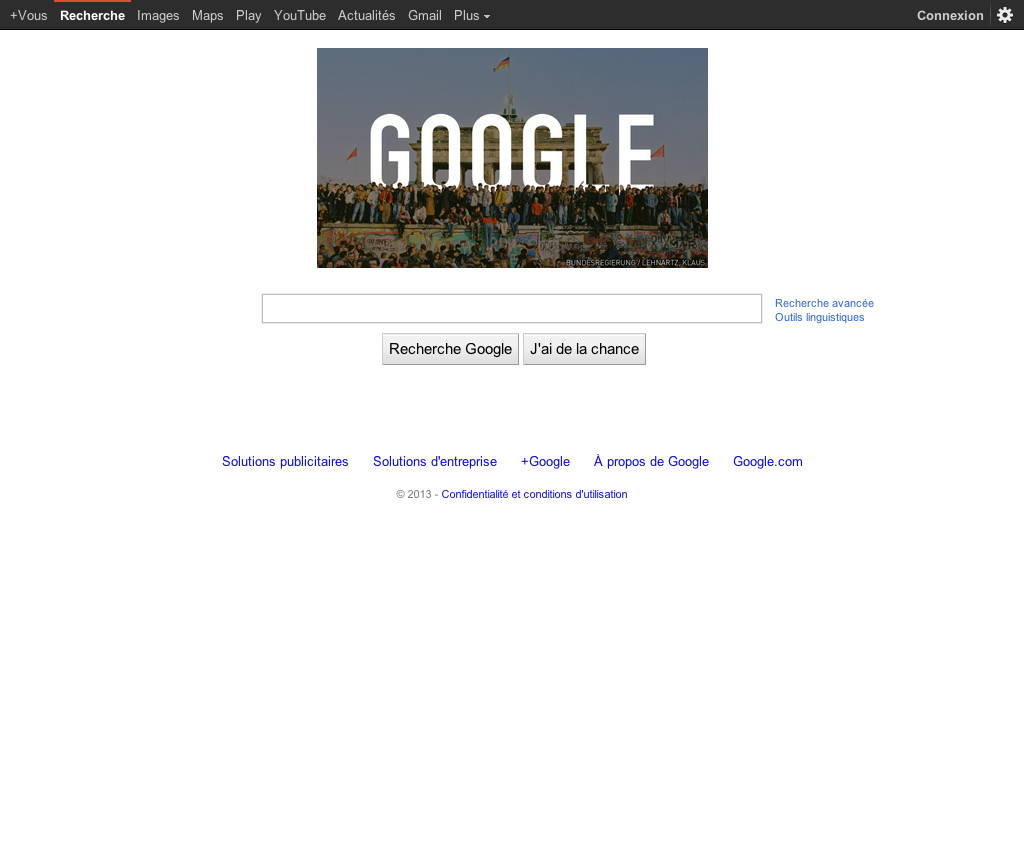 +Vous Recherche Images Maps Play YouTube Actualités Gmail Plus Connexion
GOOGLE
BUNDESREGIERUNG / LEHNARTZ, KLAUS
Recherche avancée
Outils linguistiques
Recherche Google J'ai de la chance
Solutions publicitaires Solutions d'entreprise +Google À propos de Google Google.com
© 2013 - Confidentialité et conditions d'utilisation